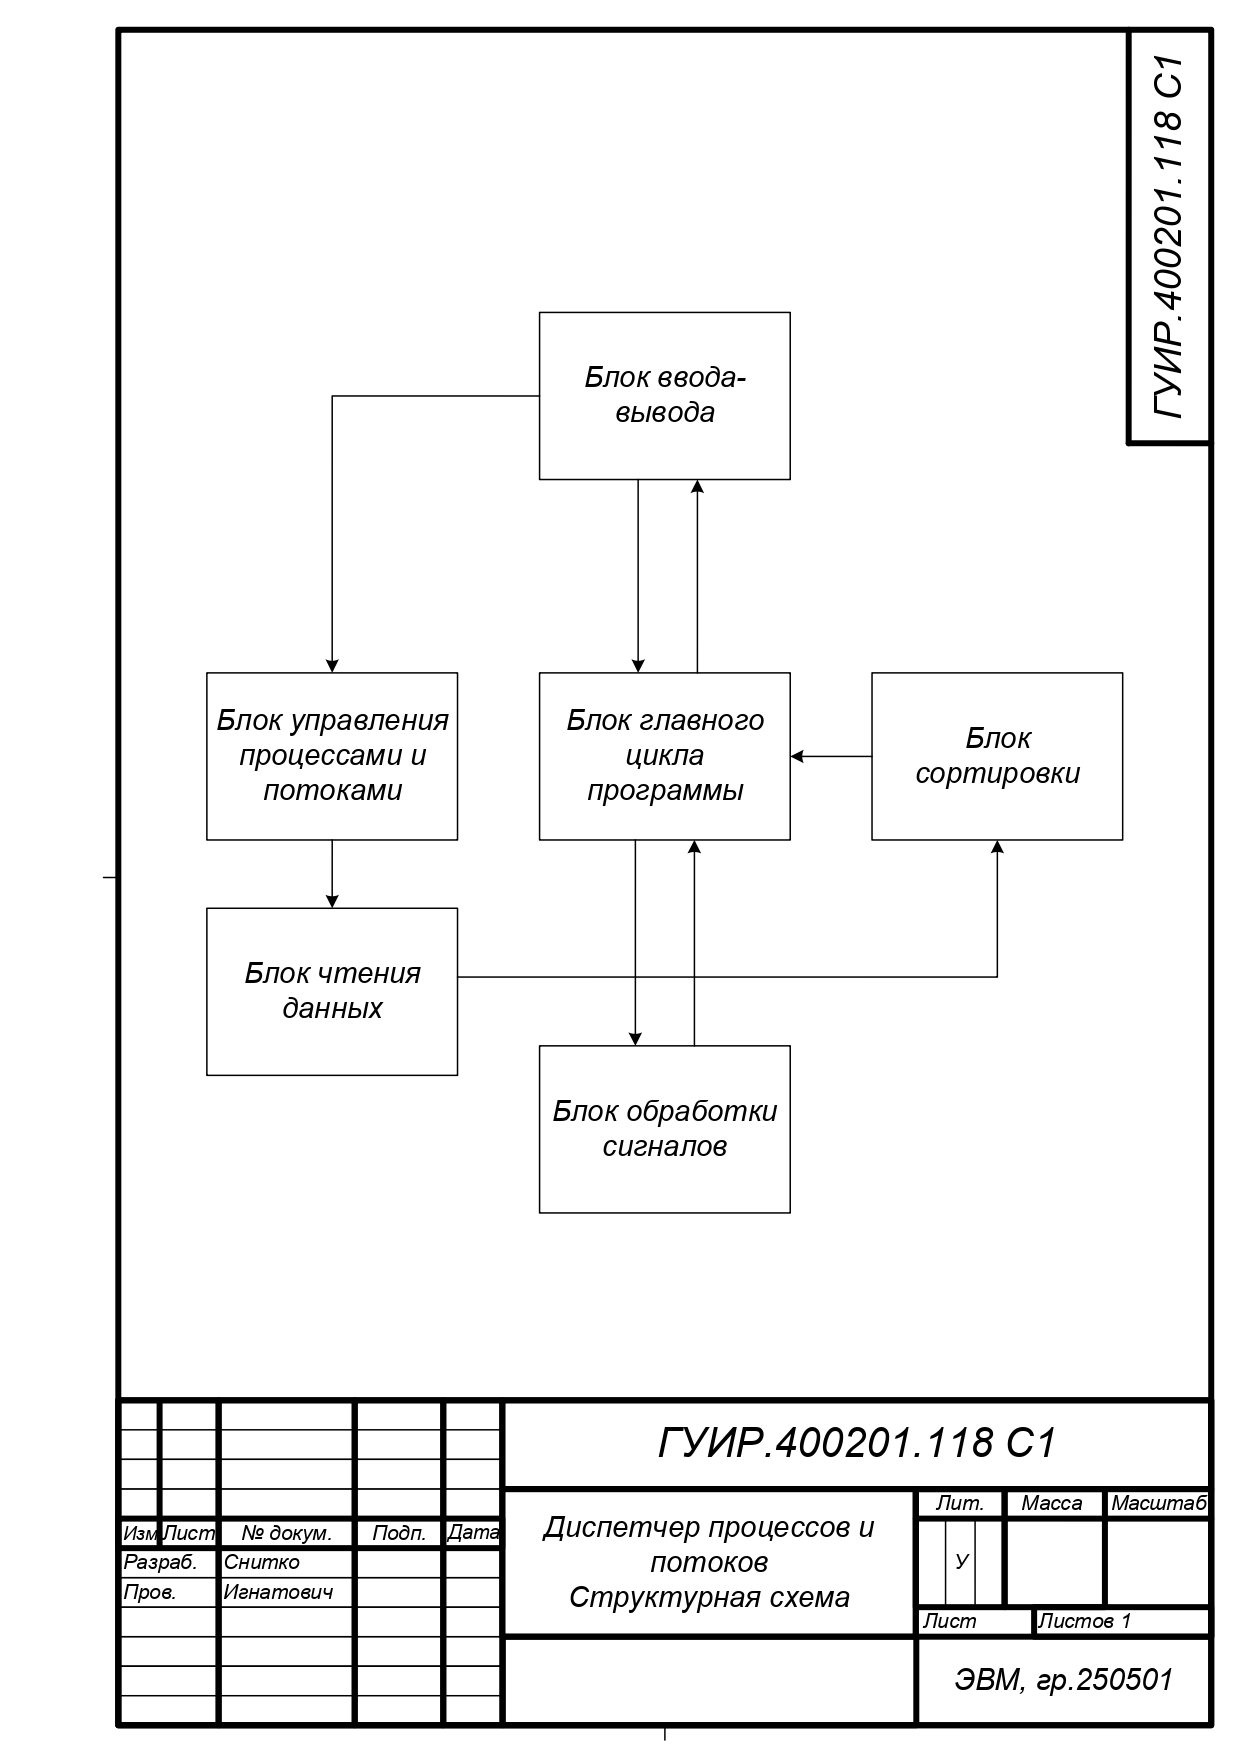 ГУИР.400201.118 С1
Блок ввода-
вывода
Блок управления
процессами и
потоками
Блок главного
цикла
программы
Блок
сортировки
Блок чтения
данных
Блок обработки
сигналов
ГУИР.400201.118 С1
Изм Лист № докум. Подп. Дата
Разраб. Снитко
Пров. Игнатович
Диспетчер процессов и
потоков
Структурная схема
Лит. Масса Масштаб
У
Лист Листов 1
ЭВМ, гр.250501